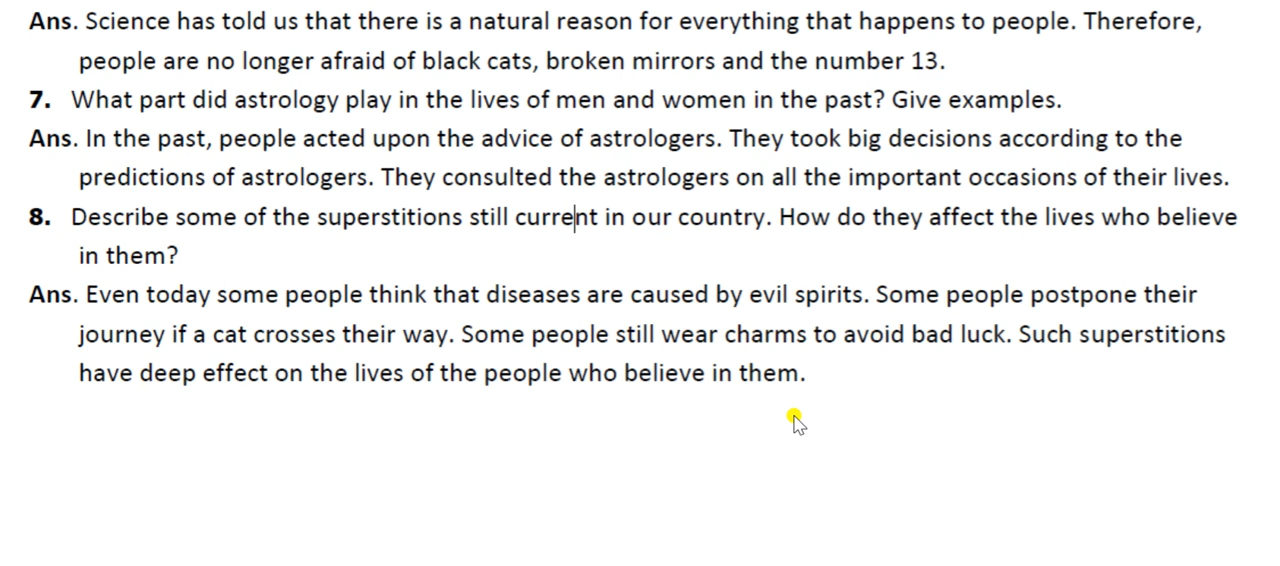 Ans. Science has told us that there is a natural reason for everything that happens to people. Therefore,
people are no longer afraid of black cats, broken mirrors and the number 13.
7. What part did astrology play in the lives of men and women in the past? Give examples.
Ans. In the past, people acted upon the advice of astrologers. They took big decisions according to the
predictions of astrologers. They consulted the astrologers on all the important occasions of their lives.
8. Describe some of the superstitions still current in our country. How do they affect the lives who believe
in them?
Ans. Even today some people think that diseases are caused by evil spirits. Some people postpone their
journey if a cat crosses their way. Some people still wear charms to avoid bad luck. Such superstitions
have deep effect on the lives of the people who believe in them.